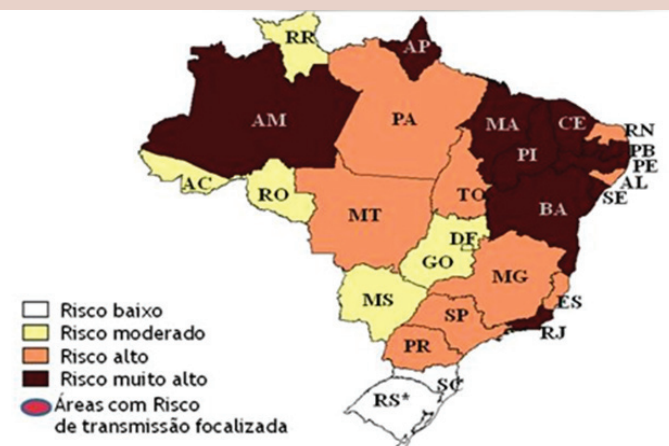 RR
AP
AM
PA
MA
CE
RN
PI
PB
PE
AC
RO
TO
AL
SE
MT
BA
DF
GO
MG
MS
ES
SP
RJ
PR
SC
RS*
Risco baixo
Risco moderado
Risco alto
Risco muito alto
Áreas com Risco
de transmissão focalizada